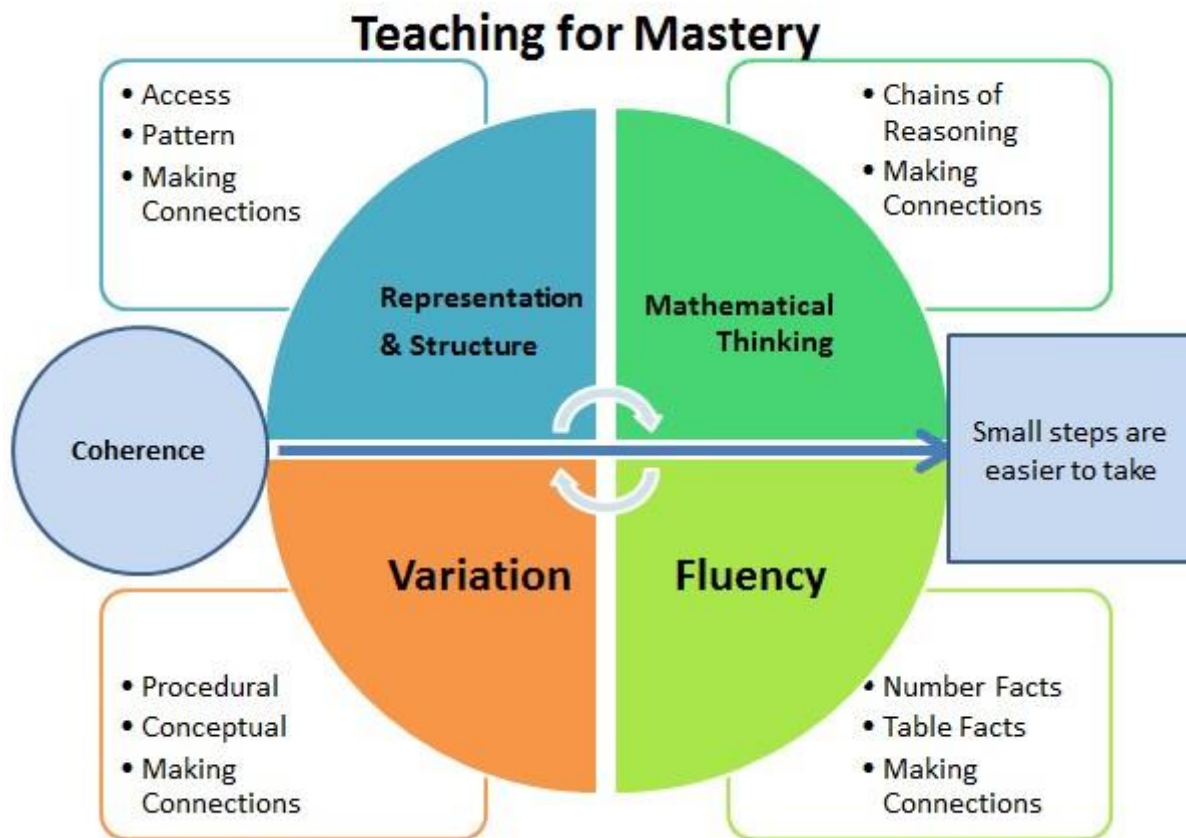 Teaching for Mastery
• Access
• Pattern
• Making
Connections
• Chains of
Reasoning
• Making
Connections
Representation
& Structure
Mathematical
Thinking
Coherence
Small steps are
easier to take
Variation
Fluency
• Procedural
• Conceptual
• Making
Connections
• Number Facts
• Table Facts
• Making
Connections